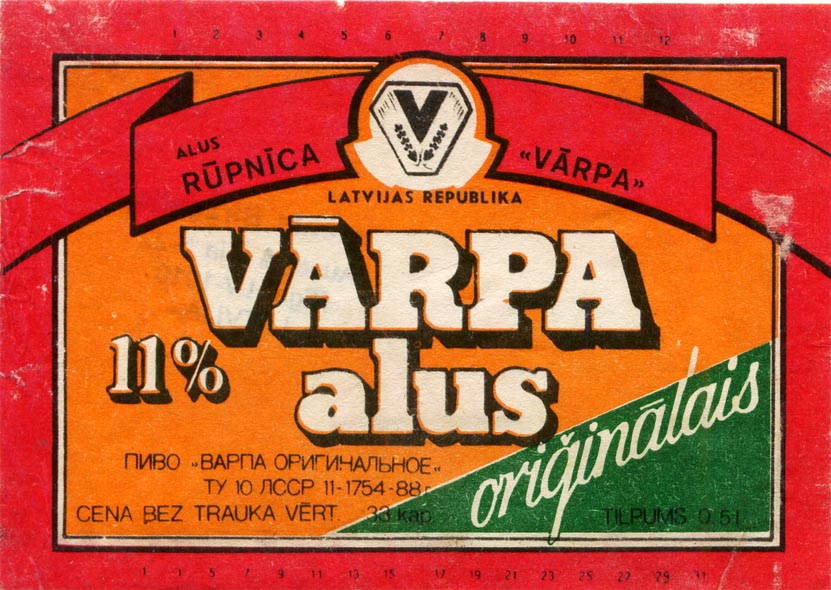 1 2 3 4 5 6 7 8 9 10 11 12
ALUS
RŪPNĪCA «VĀRPA»
V
LATVIJAS REPUBLIKA
VĀRPA
11% alus
oriģinālais
ПИВО „ВАРПА ОРИГИНАЛЬНОЕ“
ТУ 10 ЛССР 11-1754-88 г.
CENA BEZ TRAUKA VĒRT. 33 kap.
TILPUMS 0,5 l
1 3 5 7 9 11 13 15 17 19 21 23 25 27 29 31